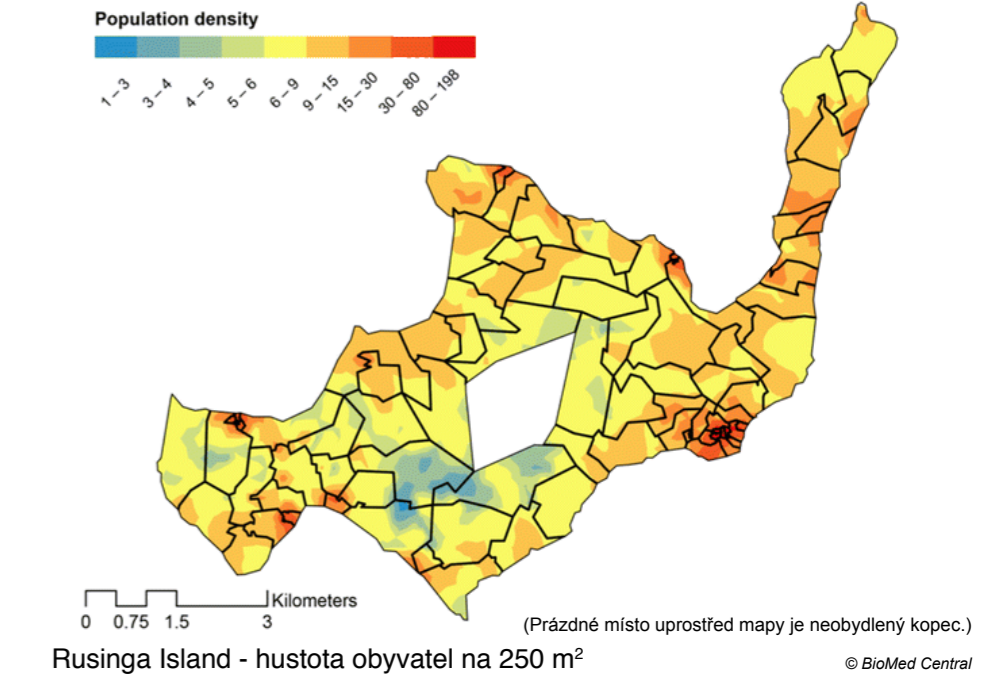 Population density
1 – 3
3 – 4
4 – 5
5 – 6
6 – 9
9 – 15
15 – 30
30 – 80
80 – 198
Kilometers
0 0.75 1.5 3
(Prázdné místo uprostřed mapy je neobydlený kopec.)
Rusinga Island - hustota obyvatel na 250 m²
© BioMed Central